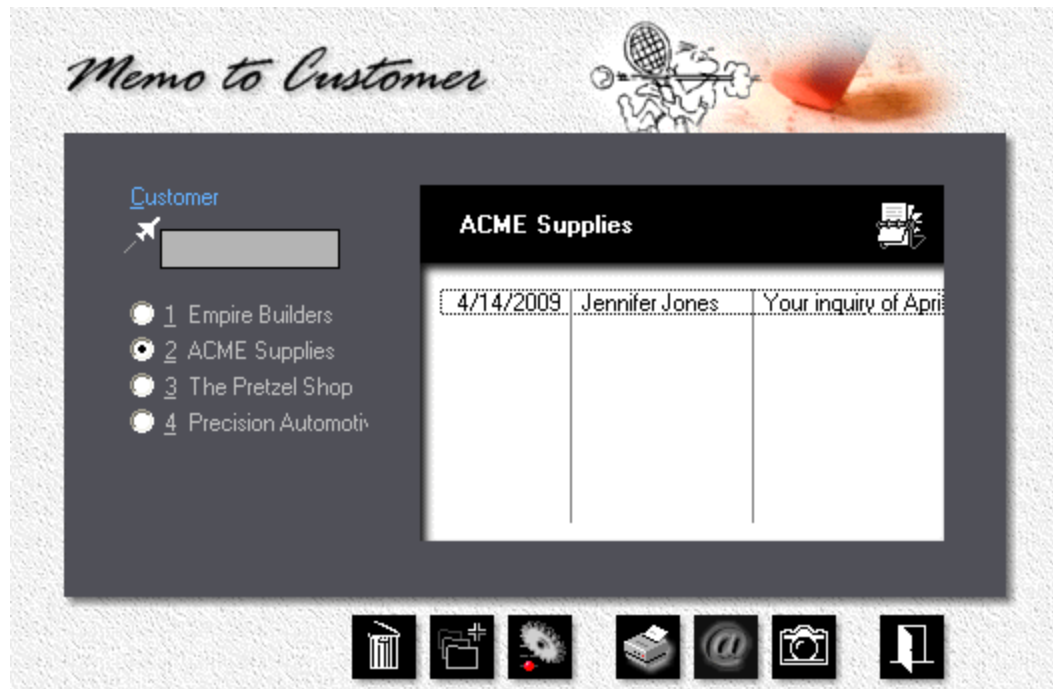 Memo to Customer
Customer
ACME Supplies
4/14/2009 Jennifer Jones Your inquiry of Apri
1 Empire Builders
2 ACME Supplies
3 The Pretzel Shop
4 Precision Automotiv
@